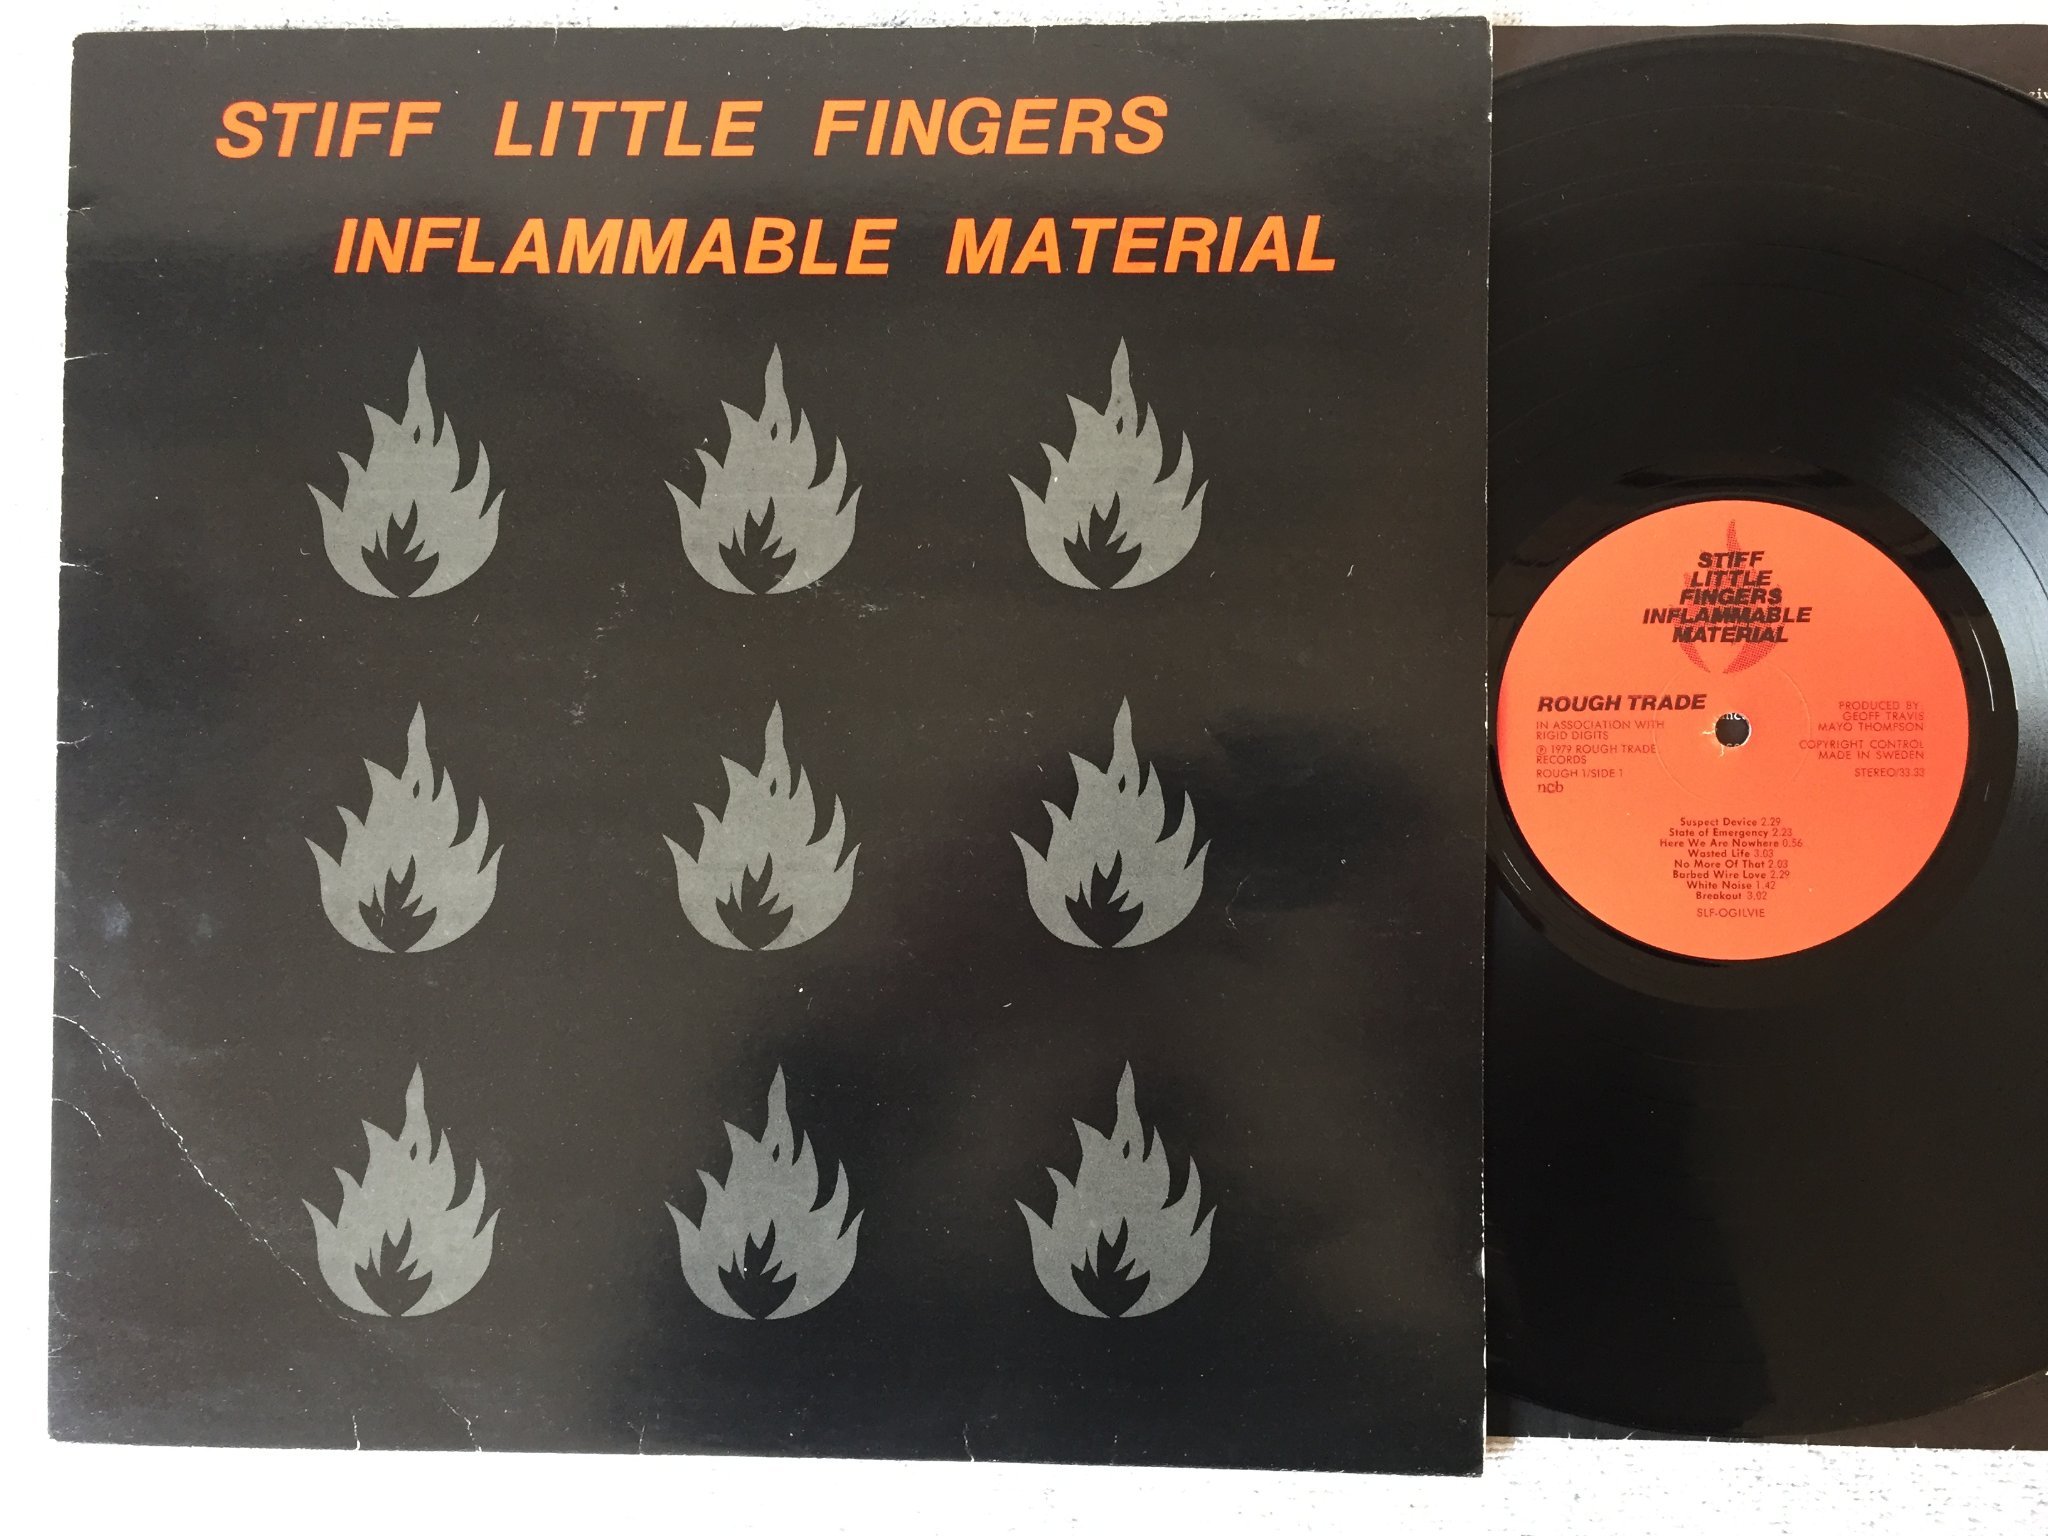 STIFF LITTLE FINGERS
INFLAMMABLE MATERIAL
STIFF
LITTLE
FINGERS
INFLAMMABLE
MATERIAL
ROUGH TRADE
IN ASSOCIATION WITH
RIGID DIGITS
℗ 1979 ROUGH TRADE
RECORDS
ROUGH 1/SIDE 1
ncb
PRODUCED BY:
GEOFF TRAVIS
MAYO THOMPSON
COPYRIGHT CONTROL
MADE IN SWEDEN
STEREO/33.33
Suspect Device 2.29
State of Emergency 2.23
Here We Are Nowhere 0.56
Wasted Life 3.03
No More Of That 2.03
Barbed Wire Love 2.29
White Noise 1.42
Breakout 3.02
SLF-OGILVIE